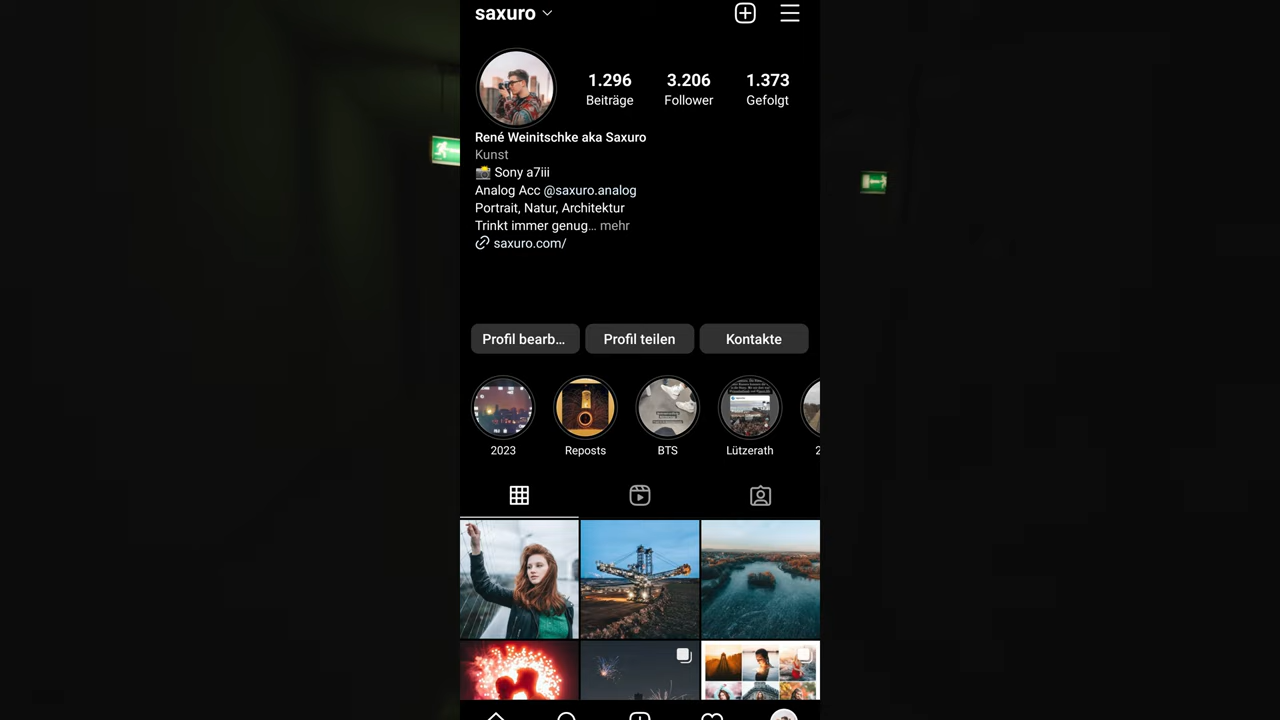 saxuro
1.296 3.206 1.373
Beiträge Follower Gefolgt
René Weinitschke aka Saxuro
Kunst
Sony a7iii
Analog Acc @saxuro.analog
Portrait, Natur, Architektur
Trinkt immer genug... mehr
saxuro.com/
Profil bearb... Profil teilen Kontakte
2023 Reposts BTS Lützerath 2